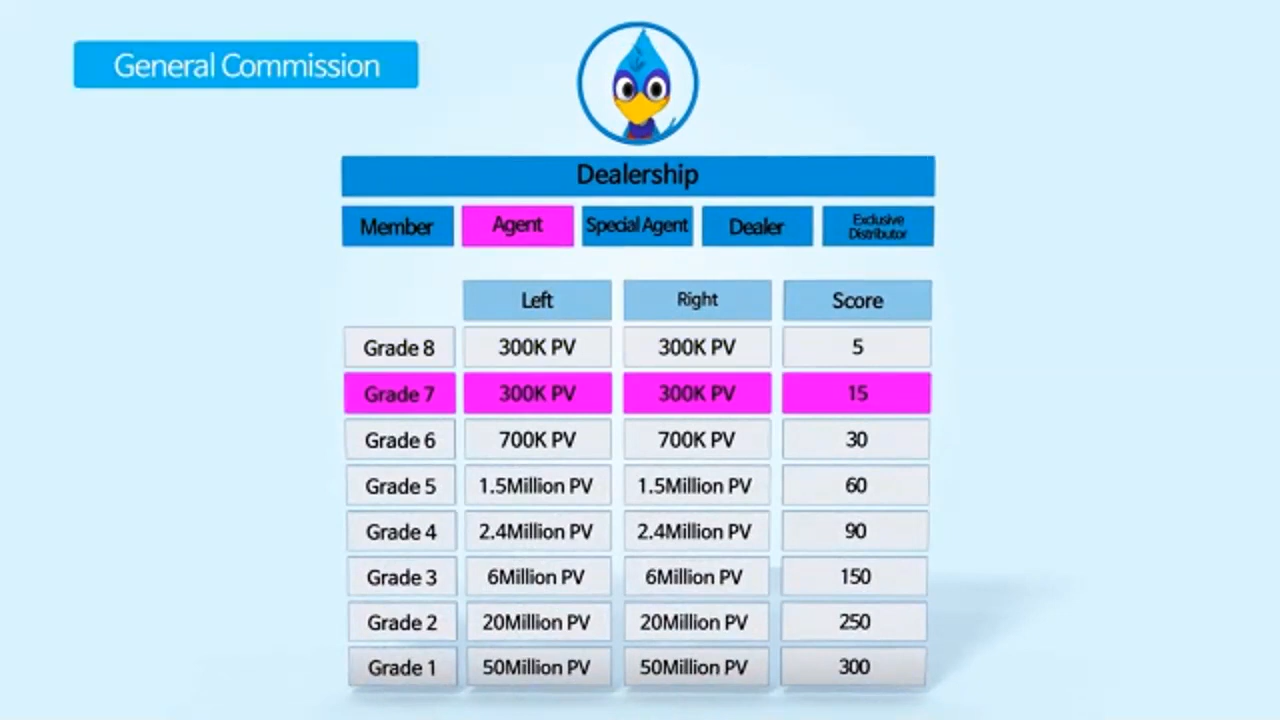 General Commission
Dealership
Member Agent Special Agent Dealer Exclusive Distributor
Left Right Score
Grade 8 300K PV 300K PV 5
Grade 7 300K PV 300K PV 15
Grade 6 700K PV 700K PV 30
Grade 5 1.5Million PV 1.5Million PV 60
Grade 4 2.4Million PV 2.4Million PV 90
Grade 3 6Million PV 6Million PV 150
Grade 2 20Million PV 20Million PV 250
Grade 1 50Million PV 50Million PV 300